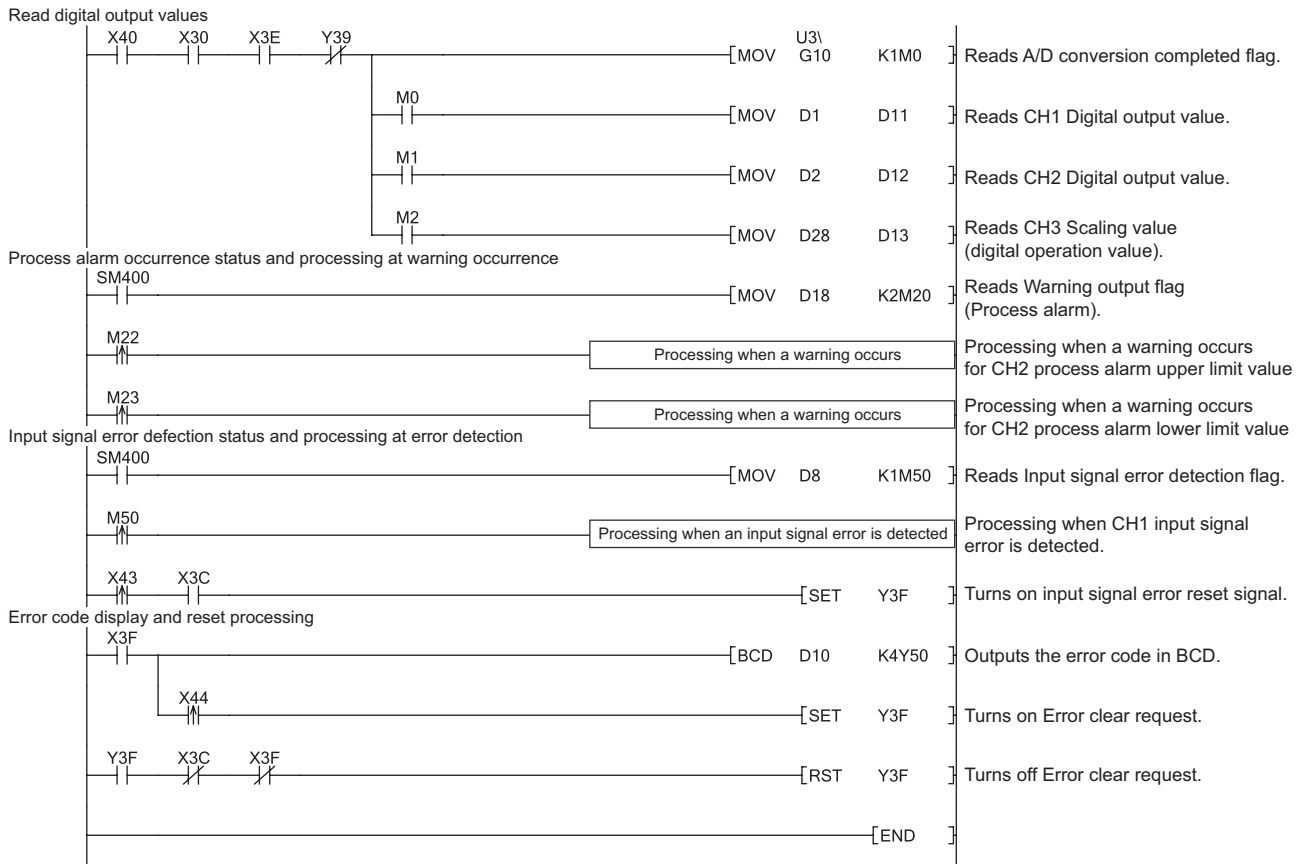 Read digital output values
X40 X30 X3E Y39 U3\
[MOV G10 K1M0 ] Reads A/D conversion completed flag.
M0
[MOV D1 D11 ] Reads CH1 Digital output value.
M1
[MOV D2 D12 ] Reads CH2 Digital output value.
M2
[MOV D28 D13 ] Reads CH3 Scaling value
(digital operation value).
Process alarm occurrence status and processing at warning occurrence
SM400
[MOV D18 K2M20 ] Reads Warning output flag
(Process alarm).
M22
Processing when a warning occurs Processing when a warning occurs
for CH2 process alarm upper limit value
M23
Processing when a warning occurs Processing when a warning occurs
for CH2 process alarm lower limit value
Input signal error defection status and processing at error detection
SM400
[MOV D8 K1M50 ] Reads Input signal error detection flag.
M50
Processing when an input signal error is detected Processing when CH1 input signal
error is detected.
X43 X3C
[SET Y3F ] Turns on input signal error reset signal.
Error code display and reset processing
X3F
[BCD D10 K4Y50 ] Outputs the error code in BCD.
X44
[SET Y3F ] Turns on Error clear request.
Y3F X3C X3F
[RST Y3F ] Turns off Error clear request.
[END ]